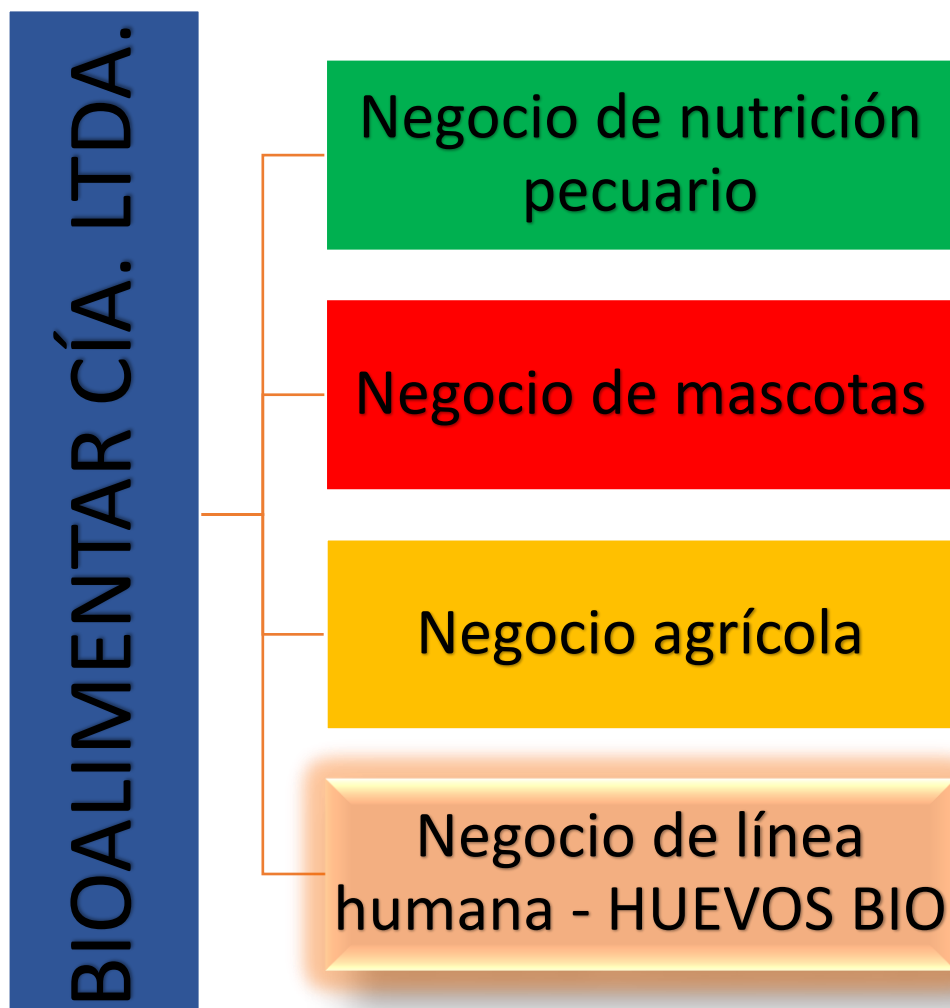 BIOALIMENTAR CÍA. LTDA.
Negocio de nutrición
pecuario
Negocio de mascotas
Negocio agrícola
Negocio de línea
humana - HUEVOS BIO